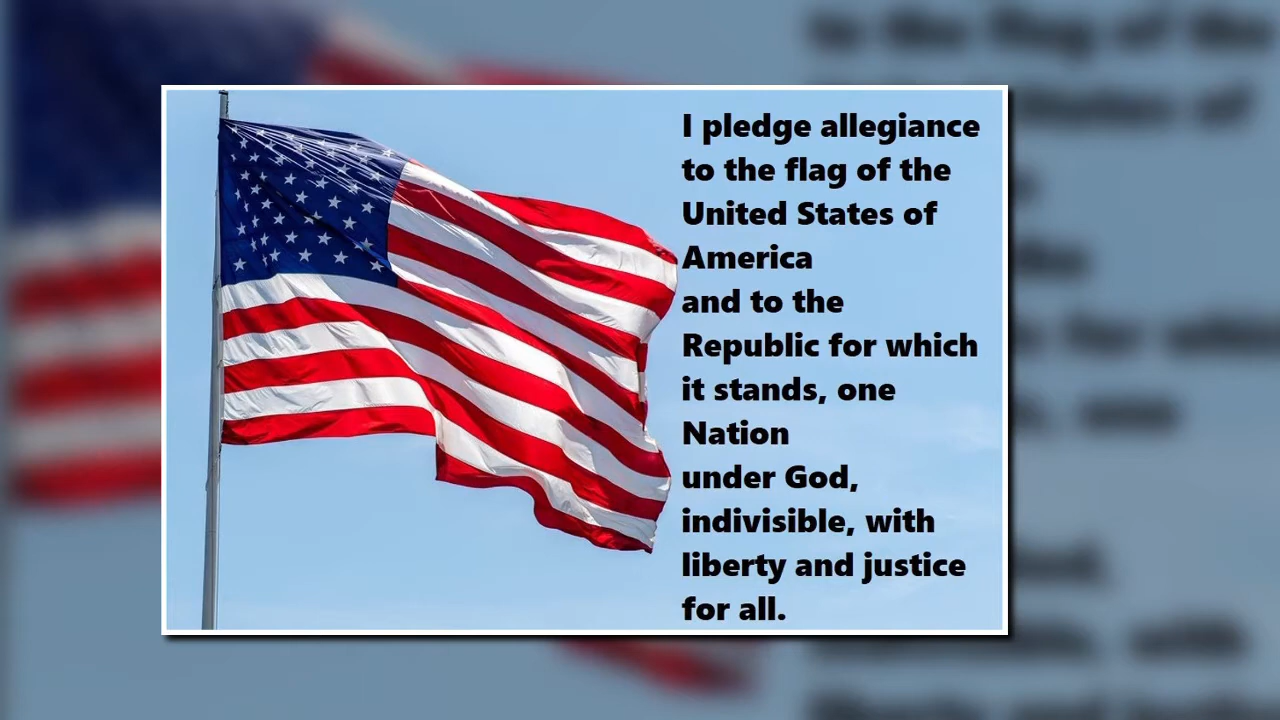 I pledge allegiance
to the flag of the
United States of
America
and to the
Republic for which
it stands, one
Nation
under God,
indivisible, with
liberty and justice
for all.